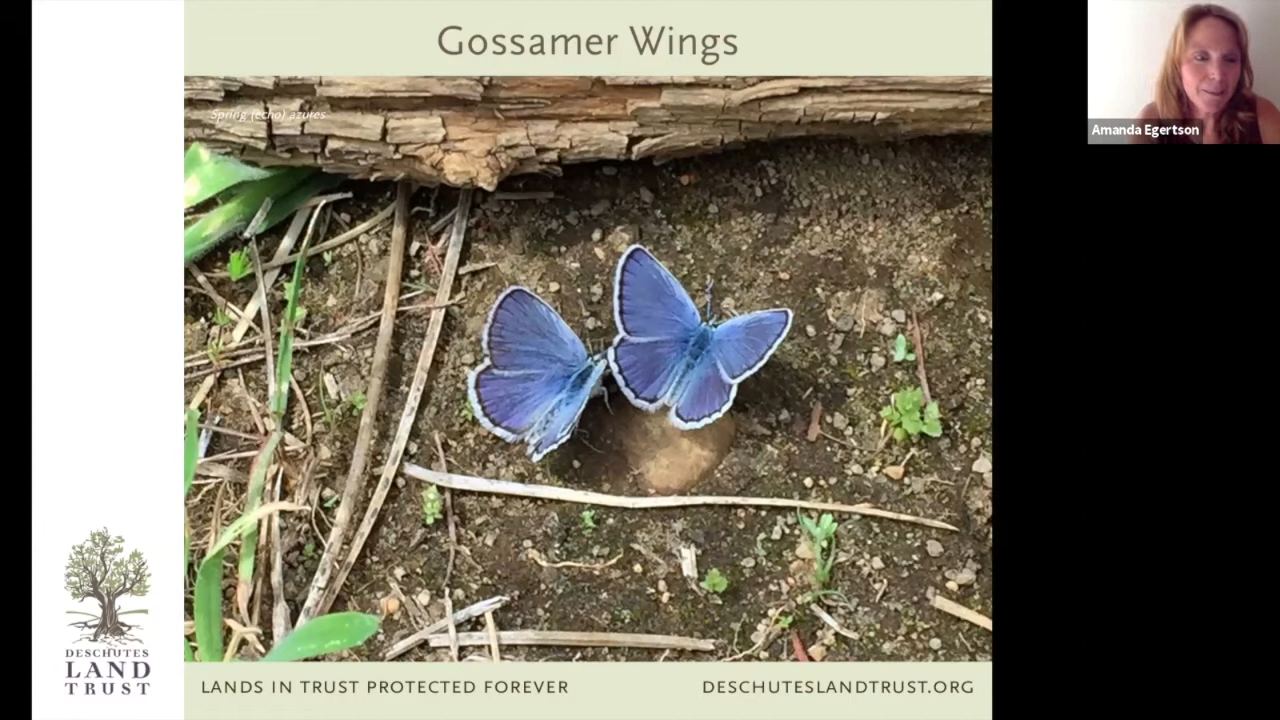 Gossamer Wings
Amanda Egertson
Spring (echo) azures
DESCHUTES
LAND
TRUST
LANDS IN TRUST PROTECTED FOREVER
DESCHUTESLANDTRUST.ORG